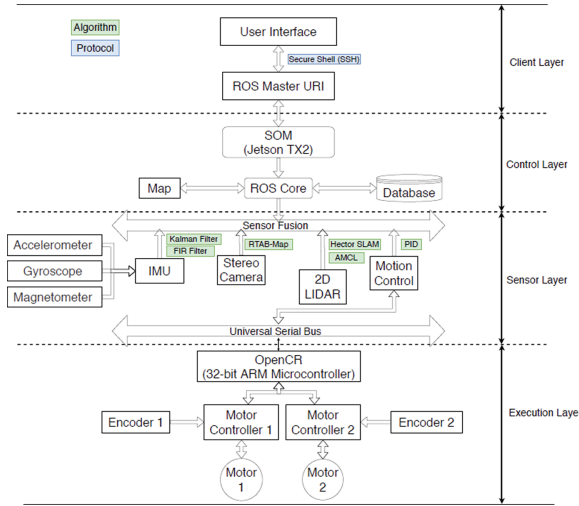 Algorithm
Protocol
User Interface
Secure Shell (SSH)
ROS Master URI
Client Layer
SOM
(Jetson TX2)
Map
ROS Core
Database
Control Layer
Sensor Fusion
Accelerometer
Gyroscope
Magnetometer
Kalman Filter
FIR Filter
IMU
RTAB-Map
Stereo
Camera
Hector SLAM
AMCL
2D
LIDAR
PID
Motion
Control
Sensor Layer
Universal Serial Bus
OpenCR
(32-bit ARM Microcontroller)
Encoder 1
Motor
Controller 1
Motor
Controller 2
Encoder 2
Execution Laye
Motor
1
Motor
2